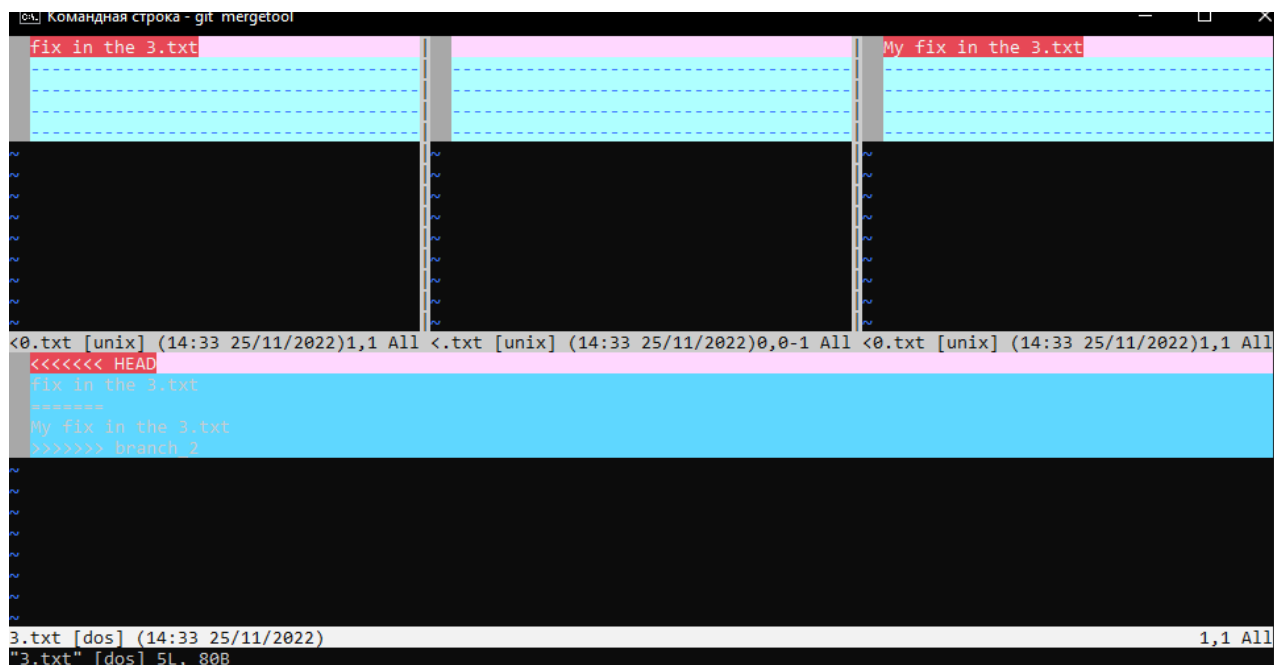 Командная строка - git mergetool
fix in the 3.txt My fix in the 3.txt
<0.txt [unix] (14:33 25/11/2022)1,1 All <.txt [unix] (14:33 25/11/2022)0,0-1 All <0.txt [unix] (14:33 25/11/2022)1,1 All
<<<<<<< HEAD
fix in the 3.txt
=======
My fix in the 3.txt
>>>>>>> branch_2
3.txt [dos] (14:33 25/11/2022) 1,1 All
"3.txt" [dos] 5L, 80B